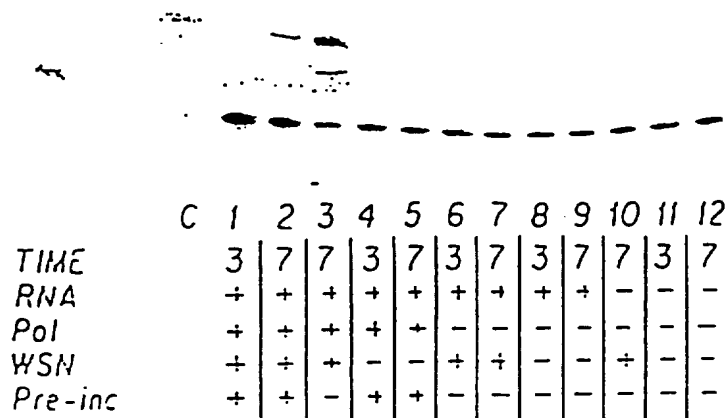 C 1 2 3 4 5 6 7 8 9 10 11 12
TIME 3 7 7 3 7 3 7 3 7 7 3 7
RNA + + + + + + + + + - - -
Pol + + + + + - - - - - - -
WSN + + + - - + + - - + - -
Pre-inc + + - + + - - - - - - -